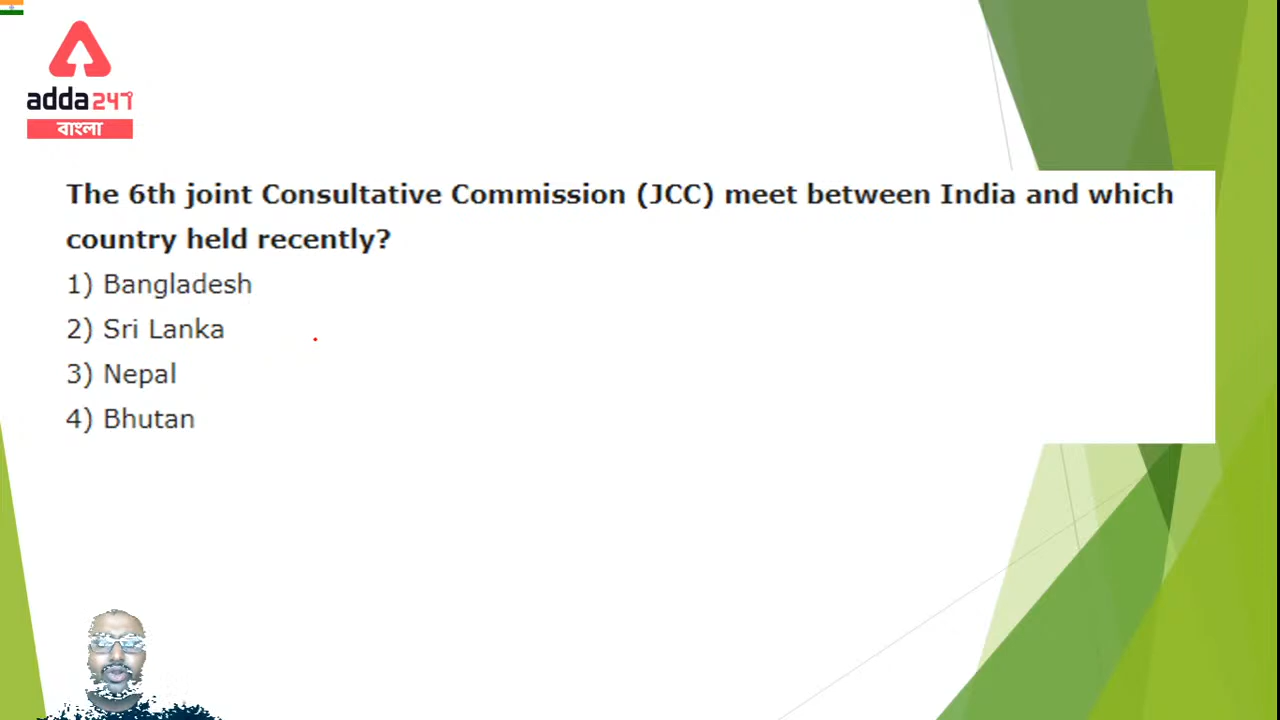 adda247
বাংলা
The 6th joint Consultative Commission (JCC) meet between India and which
country held recently?
1) Bangladesh
2) Sri Lanka
3) Nepal
4) Bhutan